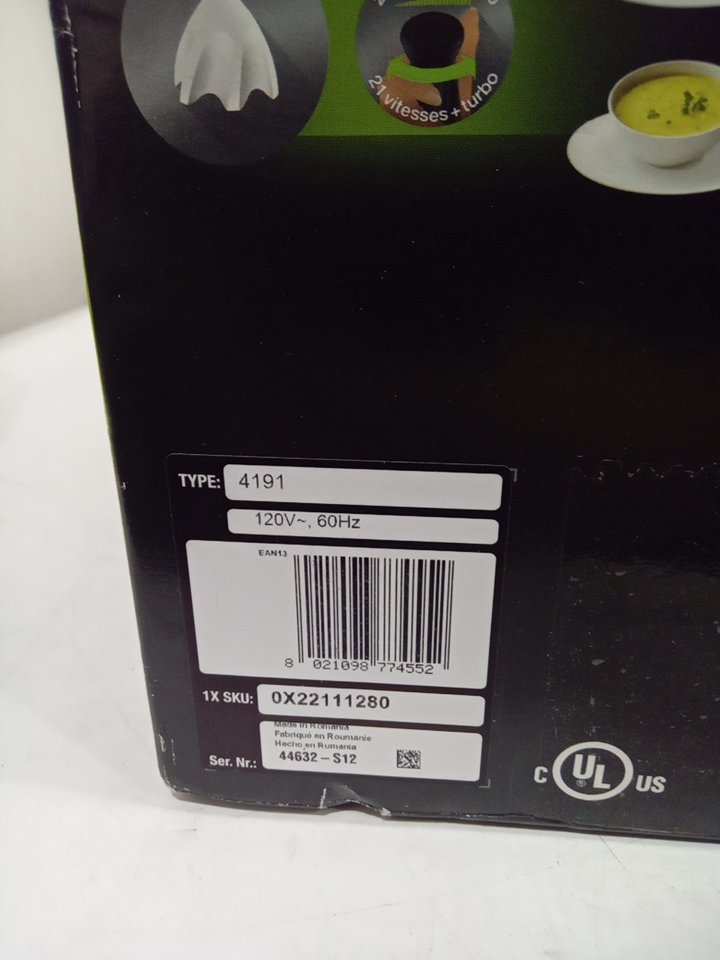 21 vitesses + turbo
TYPE: 4191
120V~, 60Hz
EAN13
8 021098 774552
1X SKU: 0X22111280
Made in Romania
Fabriqué en Roumanie
Hecho en Rumania
Ser. Nr.: 44632 – S12
C UL US